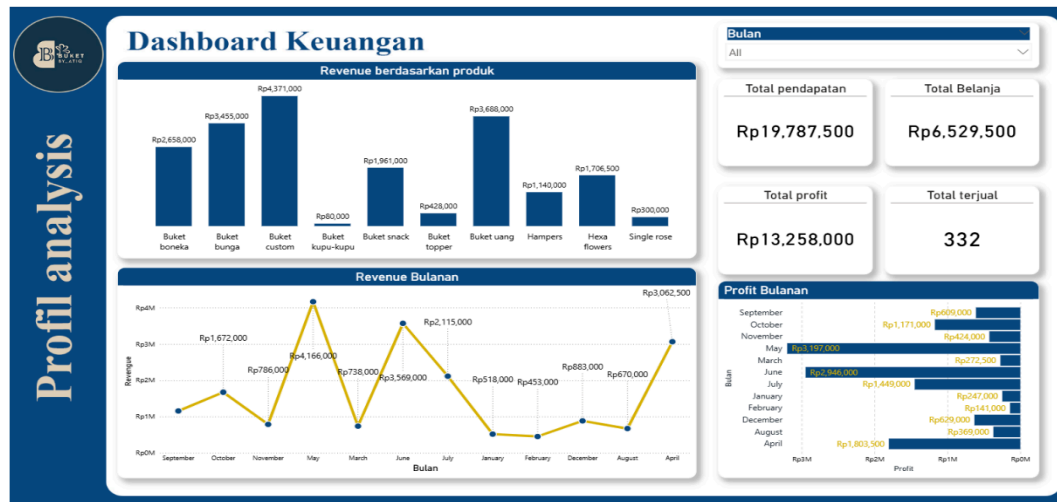 BUKET
BY_ATIQ
Profil analysis
Dashboard Keuangan
Bulan
All
Revenue berdasarkan produk
Rp2,658,000
Rp3,455,000
Rp4,371,000
Rp80,000
Rp1,961,000
Rp428,000
Rp3,688,000
Rp1,140,000
Rp1,706,500
Rp300,000
Buket boneka
Buket bunga
Buket custom
Buket kupu-kupu
Buket snack
Buket topper
Buket uang
Hampers
Hexa flowers
Single rose
Total pendapatan
Rp19,787,500
Total Belanja
Rp6,529,500
Total profit
Rp13,258,000
Total terjual
332
Revenue Bulanan
Revengue
Rp4M
Rp3M
Rp2M
Rp1M
Rp0M
Rp1,672,000
Rp786,000
Rp4,166,000
Rp738,000
Rp3,569,000
Rp2,115,000
Rp518,000
Rp453,000
Rp883,000
Rp670,000
Rp3,062,500
September
October
November
May
March
June
July
January
February
December
August
April
Bulan
Profit Bulanan
Bulan
September Rp609,000
October Rp1,171,000
November Rp424,000
May Rp3,197,000
March Rp272,500
June Rp2,946,000
July Rp1,449,000
January Rp247,000
February Rp141,000
December Rp629,000
August Rp369,000
April Rp1,803,500
Rp3M
Rp2M
Rp1M
Rp0M
Profit